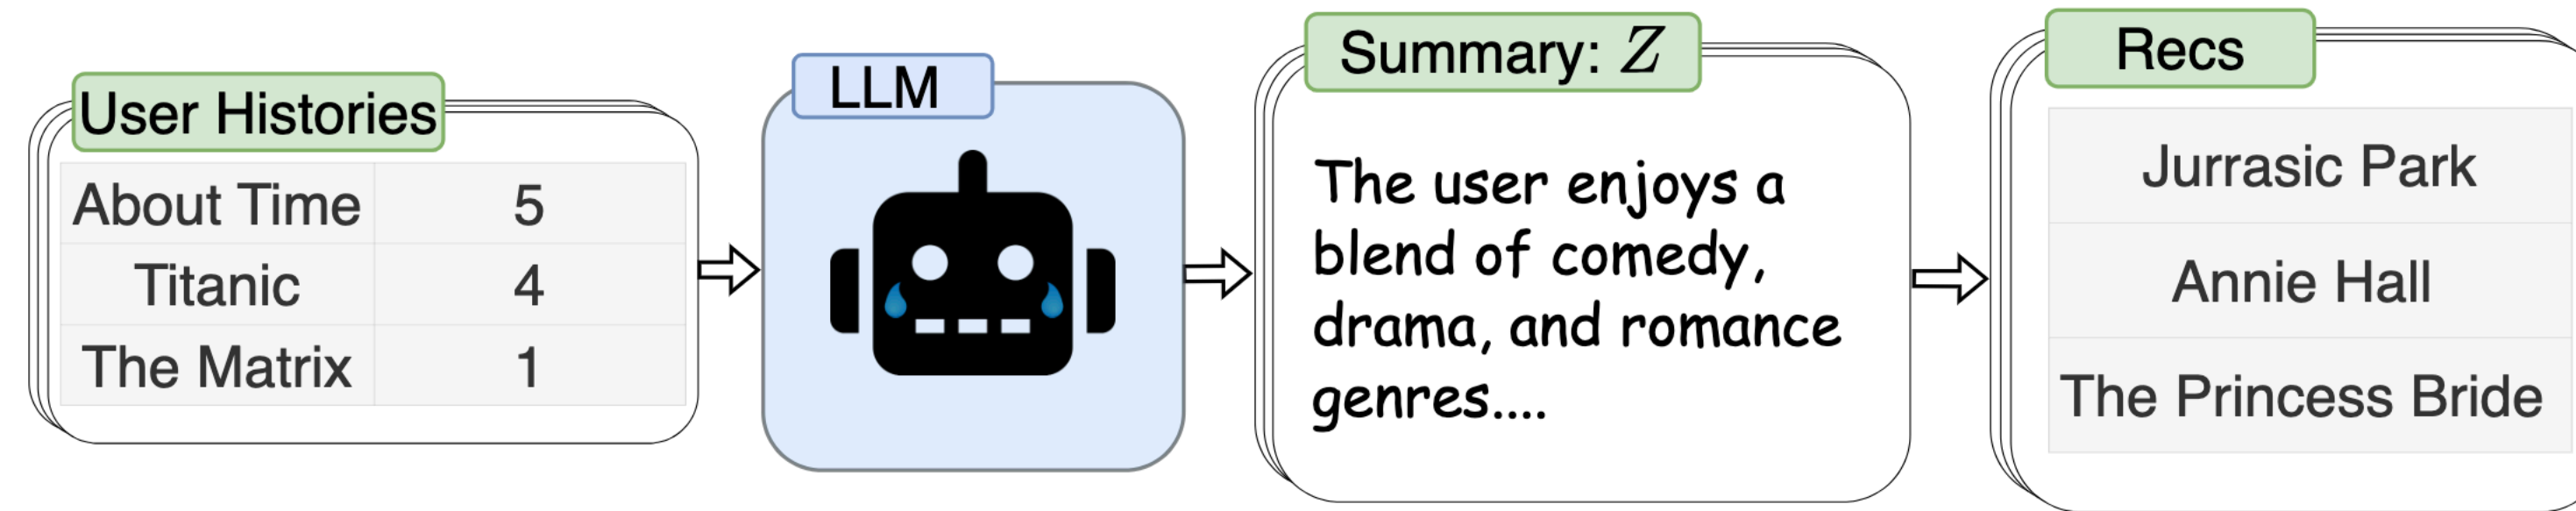 User Histories
About Time 5
Titanic 4
The Matrix 1
LLM
Summary: Z
The user enjoys a
blend of comedy,
drama, and romance
genres....
Recs
Jurrasic Park
Annie Hall
The Princess Bride